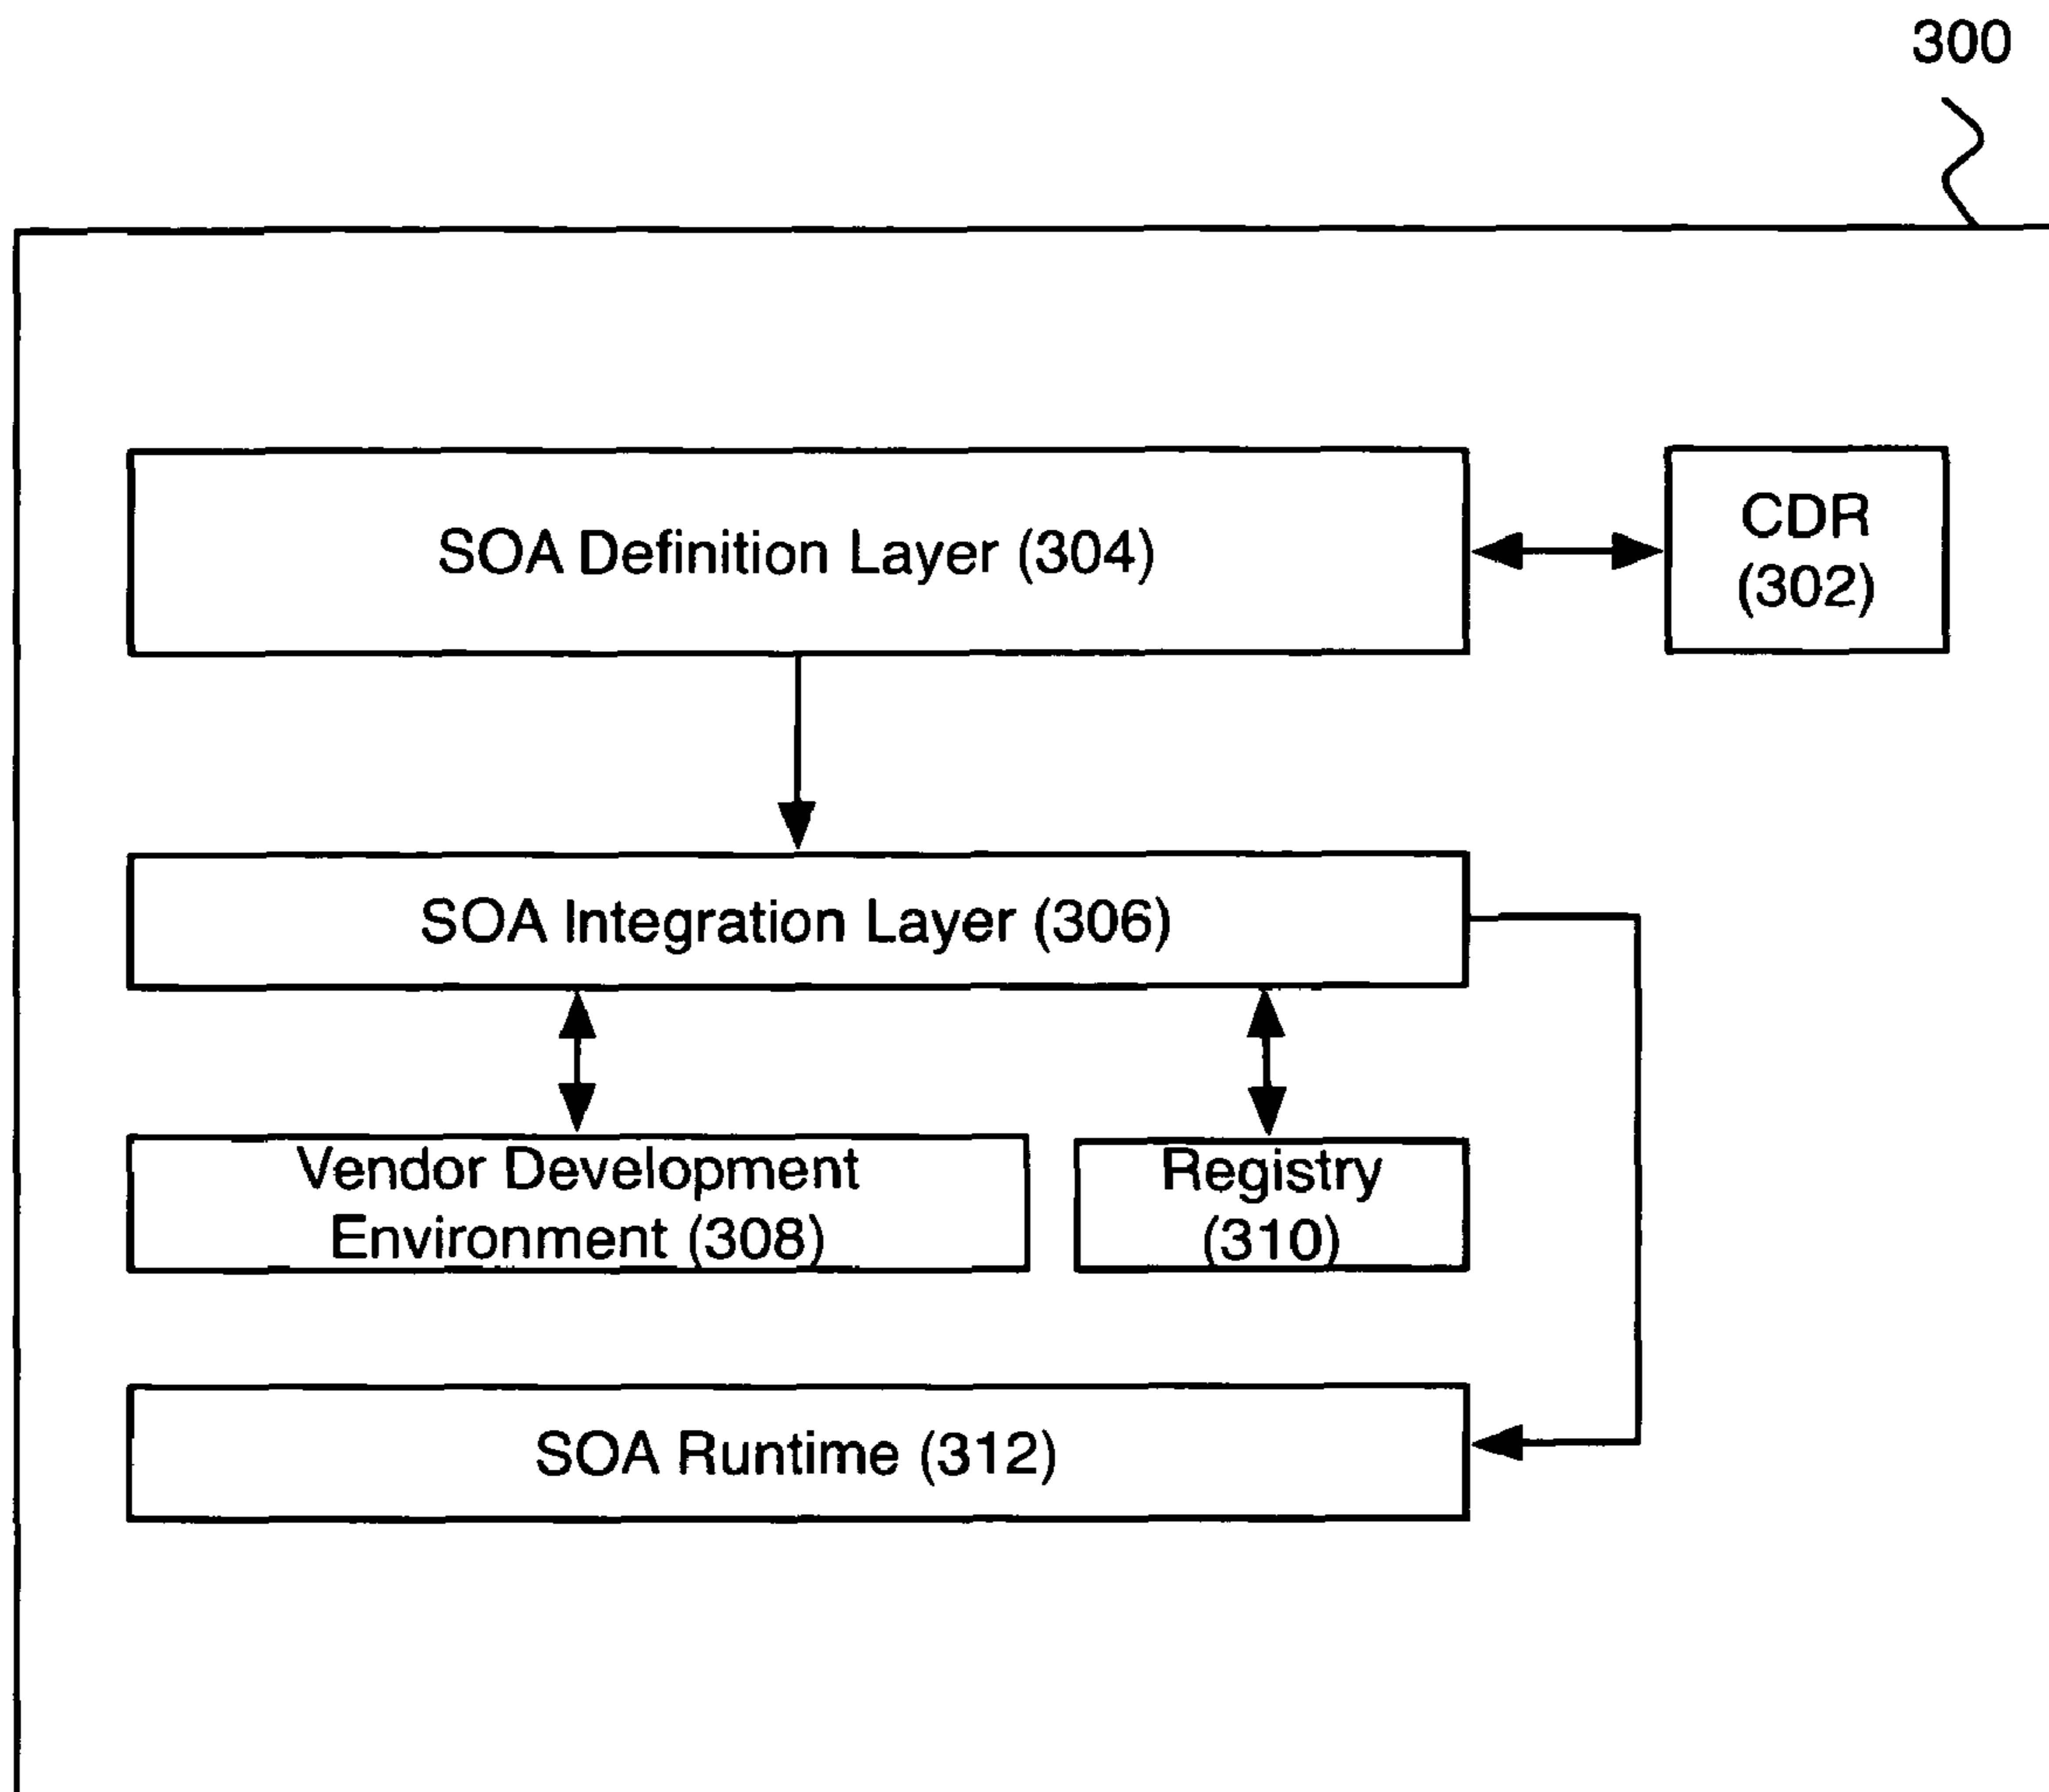 300
SOA Definition Layer (304)
CDR
(302)
SOA Integration Layer (306)
Vendor Development
Environment (308)
Registry
(310)
SOA Runtime (312)